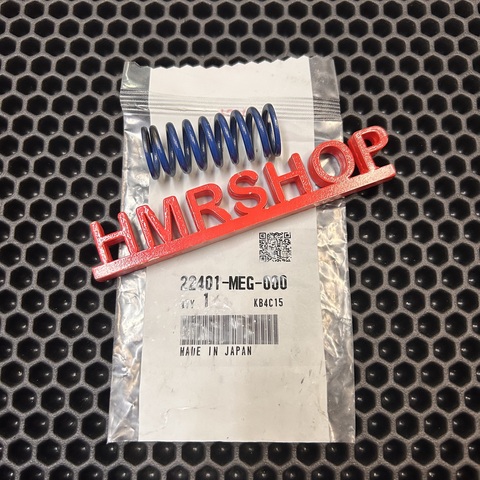 HMRSHOP
22401-MEG-000
KB4C15
MADE IN JAPAN